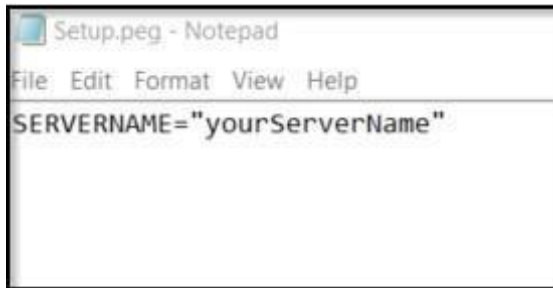 Setup.peg - Notepad
File Edit Format View Help
SERVERNAME="yourServerName"